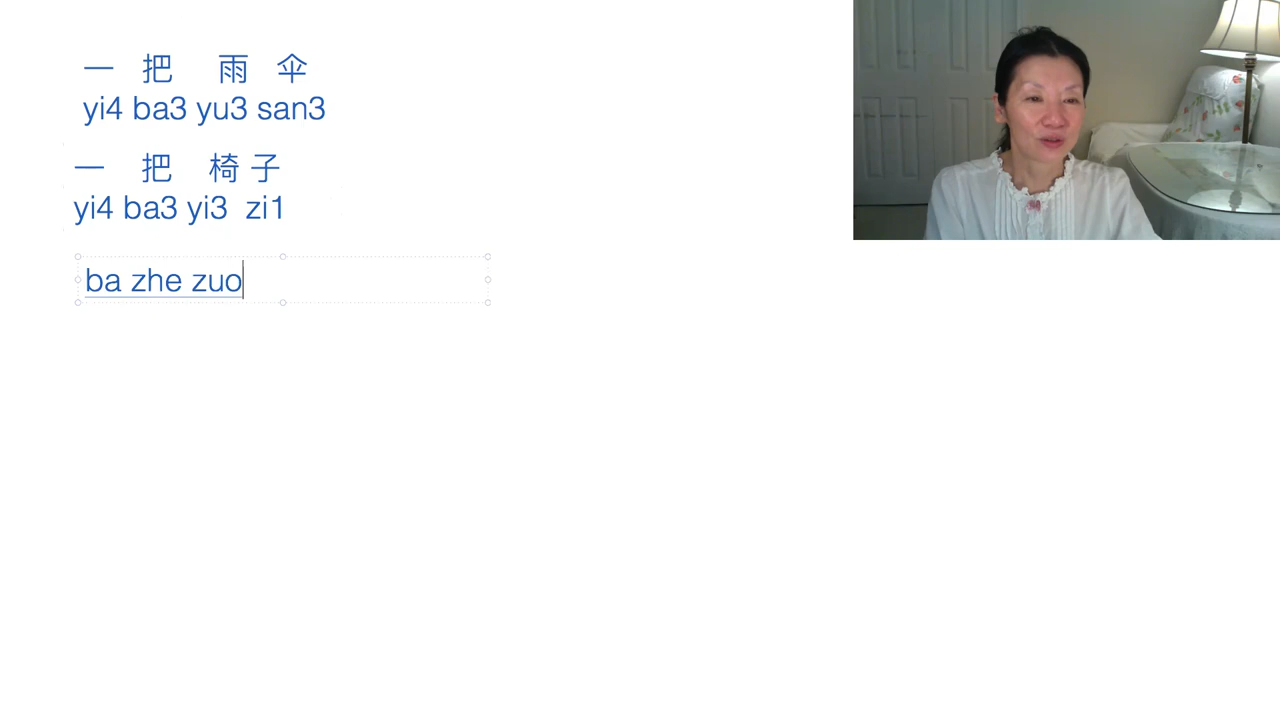 一 把 雨 伞
yi4 ba3 yu3 san3
一 把 椅 子
yi4 ba3 yi3 zi1
ba zhe zuo